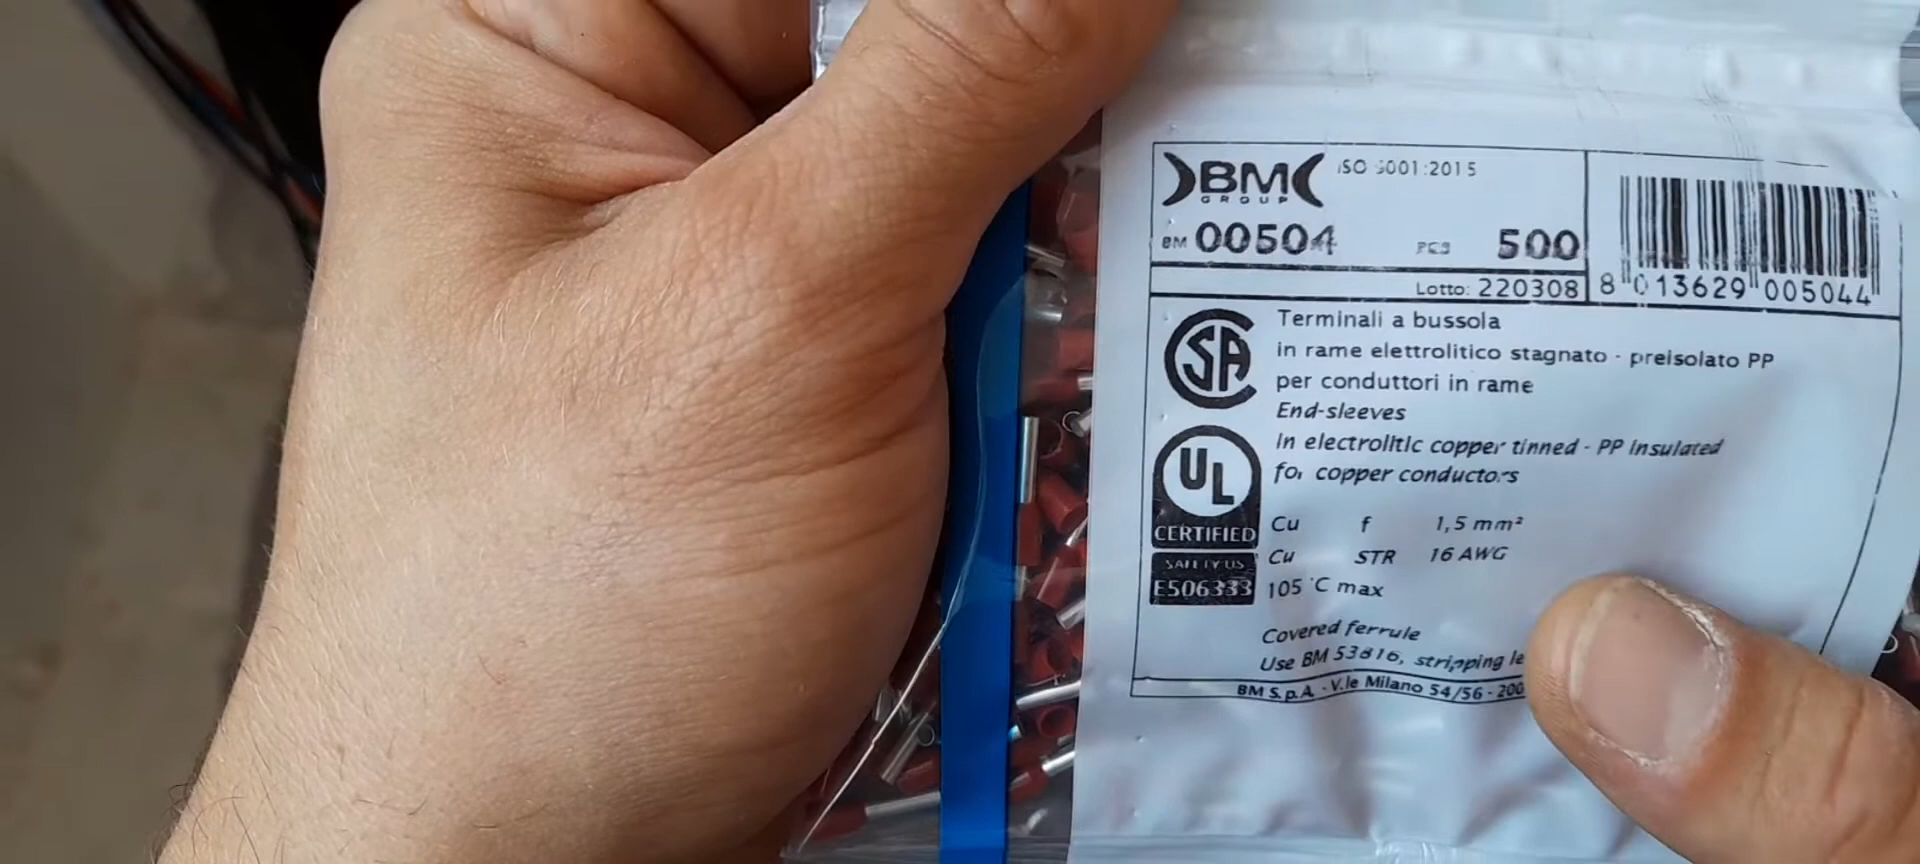 BM
GROUP
ISO 9001:2015
BM 00504 PCS 500
Lotto: 220308
8 013629 005044
Terminali a bussola
in rame elettrolitico stagnato - preisolato PP
per conduttori in rame
End-sleeves
in electrolitic copper tinned - PP insulated
for copper conductors
SA
UL
CERTIFIED
SAFETY US
E506333
Cu f 1,5 mm²
Cu STR 16 AWG
105 °C max
Covered ferrule
Use BM 53816, stripping
BM S.p.A. - V.le Milano 54/56 -